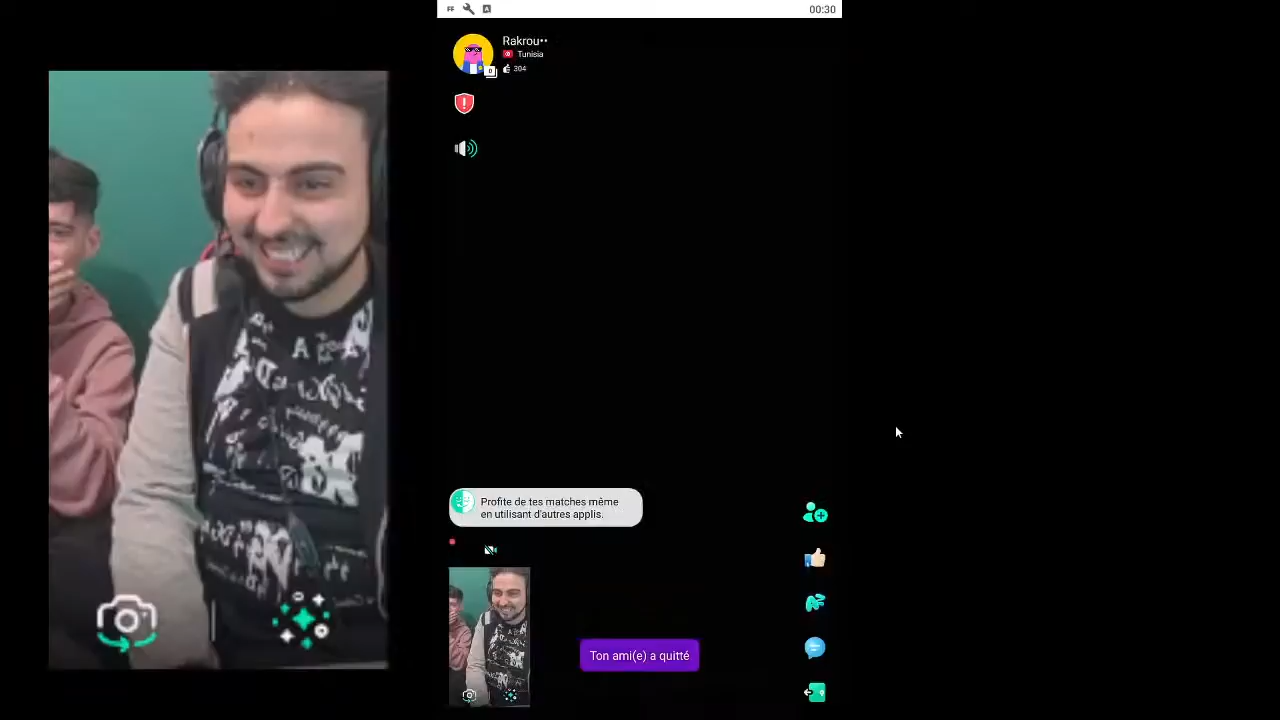 00:30
Rakrou••
Tunisia
304
Profite de tes matches même
en utilisant d'autres applis.
Ton ami(e) a quitté